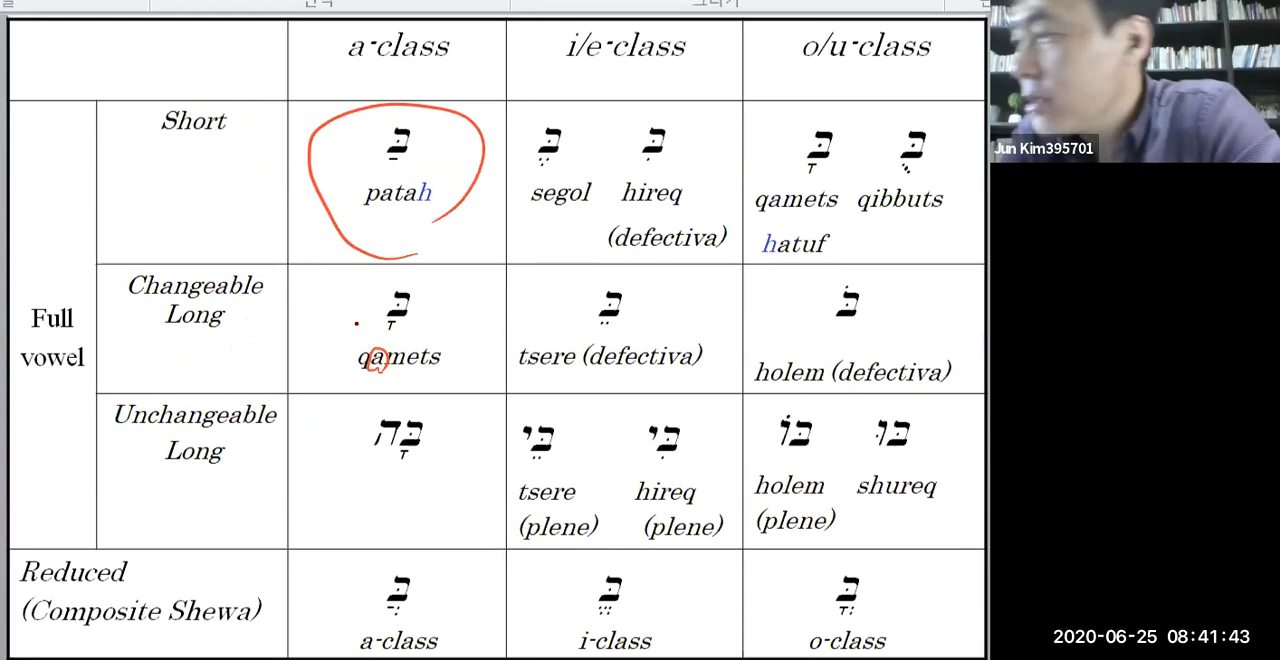 a-class i/e-class o/u-class
Short
בַּ בֶּ בִּ בָּ בֻּ
patah segol hireq qamets qibbuts
(defectiva) hatuf
Full vowel
Changeable Long
בָּ בֵּ בֹּ
qamets tsere (defectiva) holem (defectiva)
Unchangeable Long
בָּה בֵּי בִּי בּוֹ בּוּ
tsere hireq holem shureq
(plene) (plene) (plene)
Reduced
(Composite Shewa)
בֲּ בֱּ בֳּ
a-class i-class o-class
Jun Kim395701
2020-06-25 08:41:43